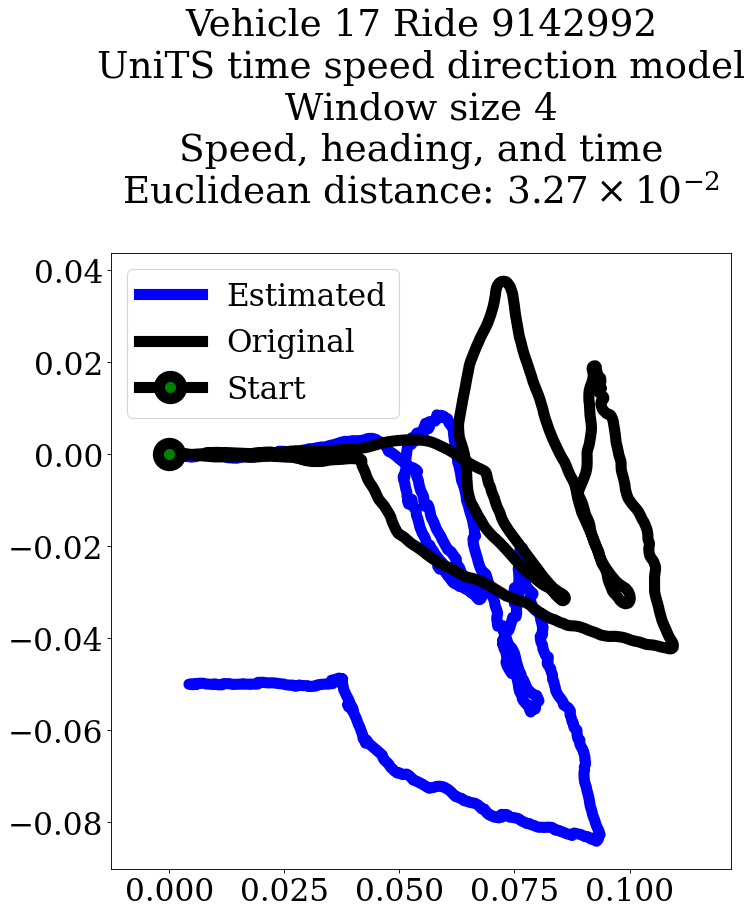 Vehicle 17 Ride 9142992
UniTS time speed direction model
Window size 4
Speed, heading, and time
Euclidean distance: 3.27 × 10⁻²
0.04
0.02
0.00
−0.02
−0.04
−0.06
−0.08
Estimated
Original
Start
0.000 0.025 0.050 0.075 0.100